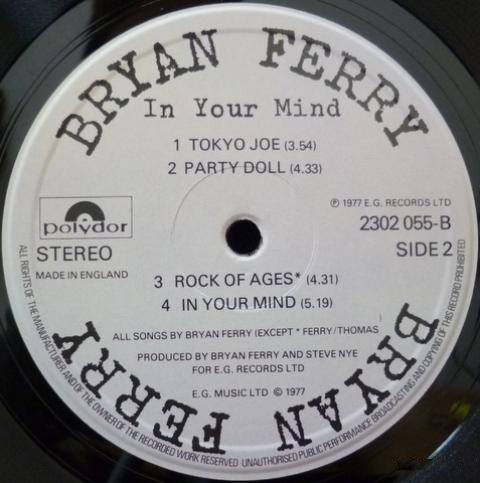 BRYAN FERRY
In Your Mind
1 TOKYO JOE (3.54)
2 PARTY DOLL (4.33)
℗ 1977 E.G. RECORDS LTD
polydor
2302 055-B
STEREO
SIDE 2
MADE IN ENGLAND
3 ROCK OF AGES* (4.31)
4 IN YOUR MIND (5.19)
ALL SONGS BY BRYAN FERRY (EXCEPT * FERRY/THOMAS
PRODUCED BY BRYAN FERRY AND STEVE NYE
FOR E.G. RECORDS LTD
E.G. MUSIC LTD © 1977
BRYAN FERRY
ALL RIGHTS OF THE MANUFACTURER AND OF THE OWNER OF THE RECORDED WORK RESERVED UNAUTHORISED PUBLIC PERFORMANCE BROADCASTING AND COPYING OF THIS RECORD PROHIBITED